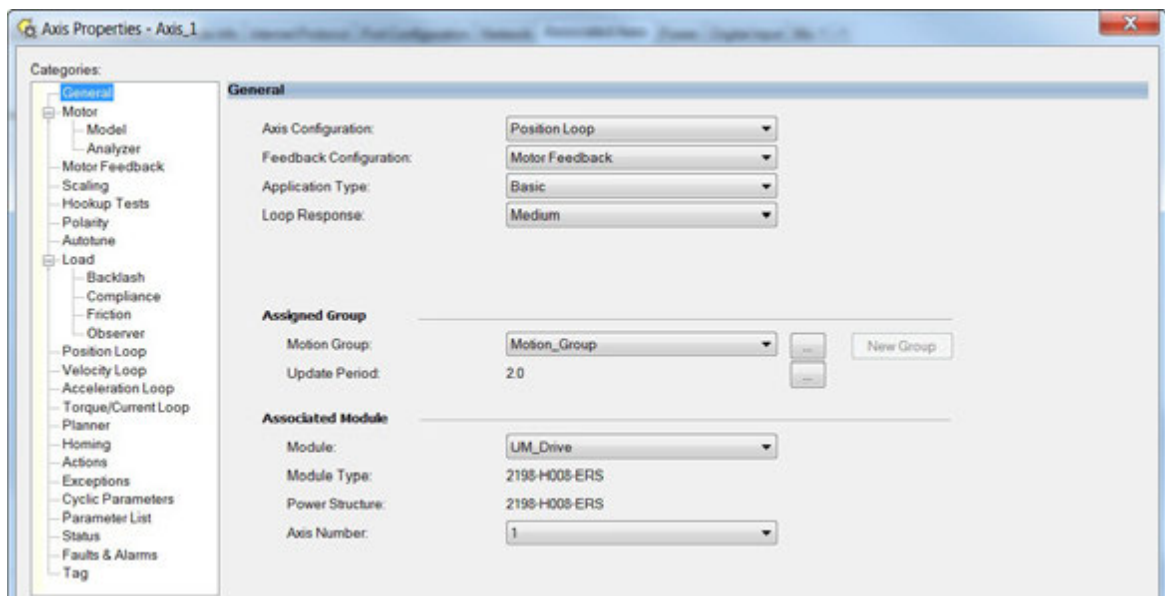 Axis Properties - Axis_1
Categories:
General
Motor
Model
Analyzer
Motor Feedback
Scaling
Hookup Tests
Polarity
Autotune
Load
Backlash
Compliance
Friction
Observer
Position Loop
Velocity Loop
Acceleration Loop
Torque/Current Loop
Planner
Homing
Actions
Exceptions
Cyclic Parameters
Parameter List
Status
Faults & Alarms
Tag
General
Axis Configuration: Position Loop
Feedback Configuration: Motor Feedback
Application Type: Basic
Loop Response: Medium
Assigned Group
Motion Group: Motion_Group ... New Group
Update Period: 2.0 ...
Associated Module
Module: UM_Drive
Module Type: 2198-H008-ERS
Power Structure: 2198-H008-ERS
Axis Number: 1